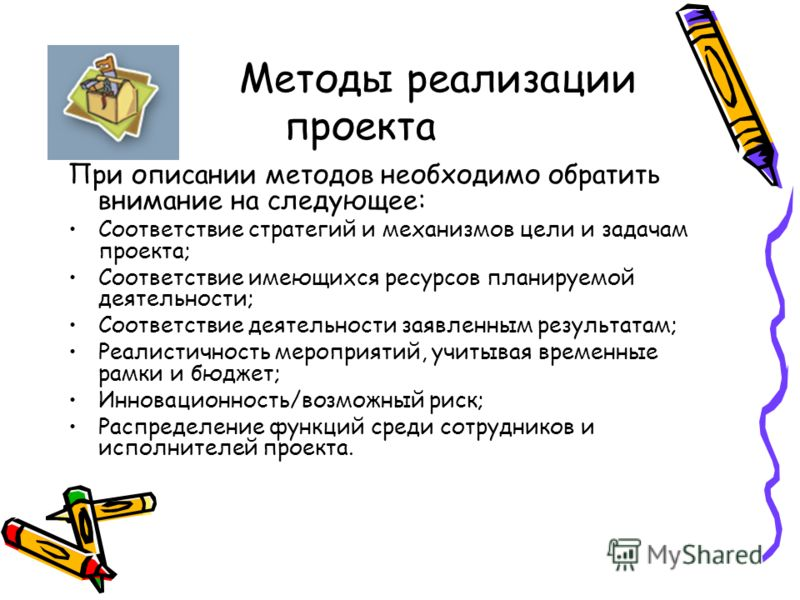 Методы реализации
проекта
При описании методов необходимо обратить
внимание на следующее:
• Соответствие стратегий и механизмов цели и задачам
проекта;
• Соответствие имеющихся ресурсов планируемой
деятельности;
• Соответствие деятельности заявленным результатам;
• Реалистичность мероприятий, учитывая временные
рамки и бюджет;
• Инновационность/возможный риск;
• Распределение функций среди сотрудников и
исполнителей проекта.
MyShared